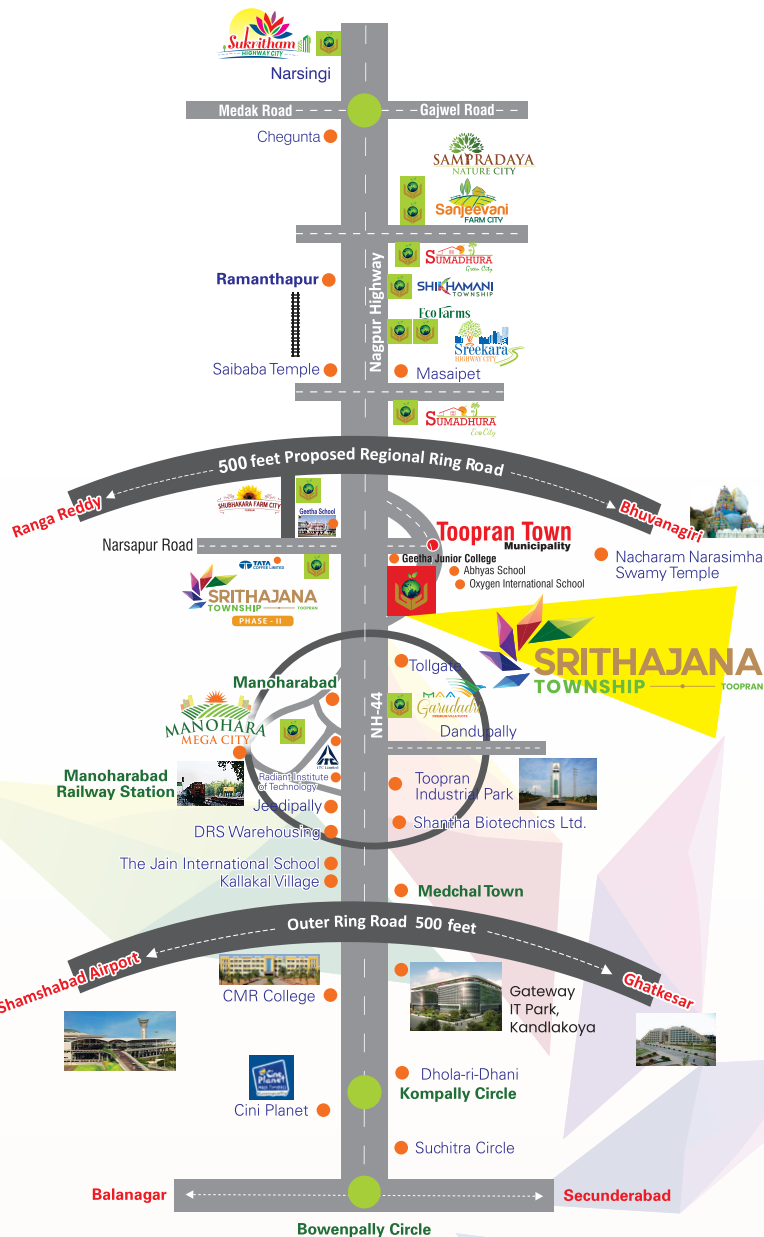 Sukritham
HIGHWAY CITY
Narsingi
Medak Road
Gajwel Road
Chegunta
SAMPRADAYA
NATURE CITY
Sanjeevani
FARM CITY
SUMADHURA
Green City
Ramanthapur
SHIKHAMANI
TOWNSHIP
Nagpur Highway
Eco Farms
Sreekara
HIGHWAY CITY
Saibaba Temple
Masaipet
SUMADHURA
Eco City
500 feet Proposed Regional Ring Road
Ranga Reddy
Bhuvanagiri
SHUBHAKARA FARM CITY
Geetha School
Toopran Town
Municipality
Narsapur Road
Geetha Junior College
Nacharam Narasimha
Swamy Temple
TATA
COFFEE LIMITED
Abhyas School
Oxygen International School
SRITHAJANA
TOWNSHIP
TOOPRAN
PHASE - II
SRITHAJANA
TOWNSHIP
TOOPRAN
Tollgate
Manoharabad
NH-44
MAA
Garudadri
PREMIUM VILLA PLOTS
MANOHARA
MEGA CITY
Dandupally
ITC Limited
Manoharabad
Railway Station
Radiant Institute
of Technology
Toopran
Industrial Park
Jeedipally
DRS Warehousing
Shantha Biotechnics Ltd.
The Jain International School
Kallakal Village
Medchal Town
Outer Ring Road 500 feet
Shamshabad Airport
Ghatkesar
CMR College
Gateway
IT Park,
Kandlakoya
Cine
Planet
Dhola-ri-Dhani
Kompally Circle
Cini Planet
Suchitra Circle
Balanagar
Secunderabad
Bowenpally Circle